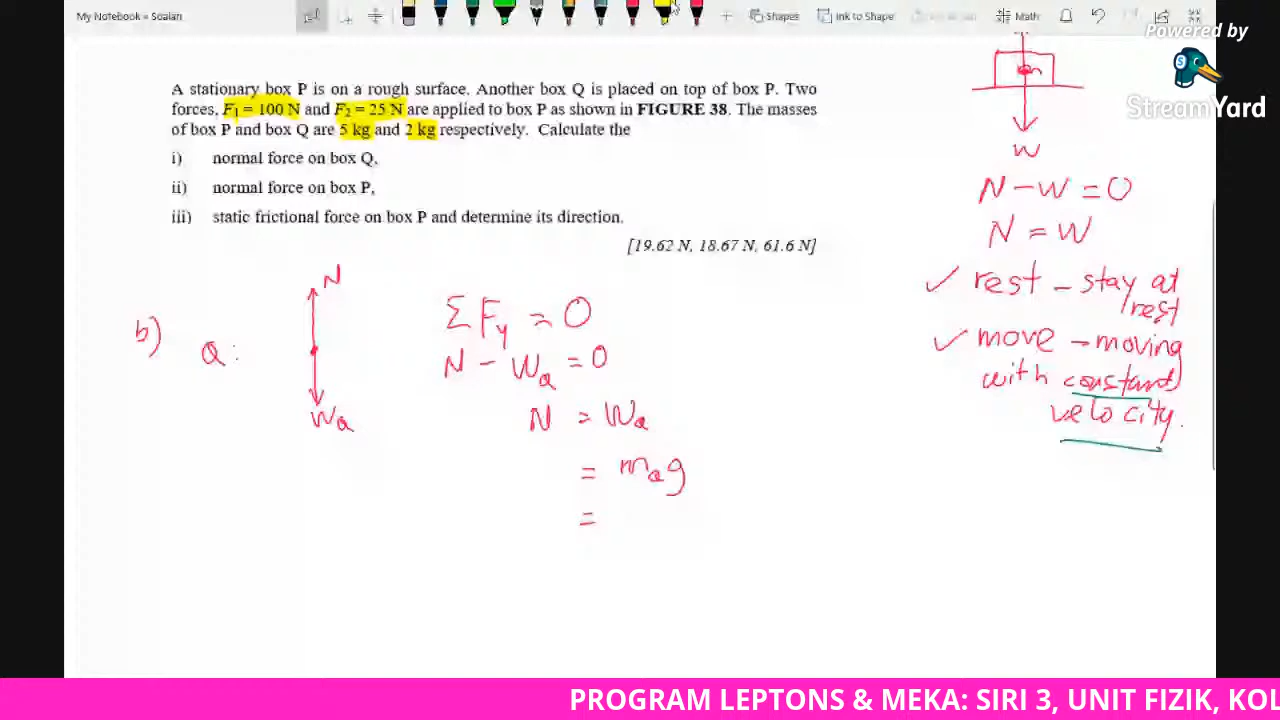 My Notebook » Soalan
Shapes
Ink to Shape
Math
Powered by
StreamYard
A stationary box P is on a rough surface. Another box Q is placed on top of box P. Two
forces, F1 = 100 N and F2 = 25 N are applied to box P as shown in FIGURE 38. The masses
of box P and box Q are 5 kg and 2 kg respectively. Calculate the
i) normal force on box Q,
ii) normal force on box P,
iii) static frictional force on box P and determine its direction.
[19.62 N, 18.67 N, 61.6 N]
W
N - W = 0
N = W
✓ rest - stay at
rest
✓ move - moving
with constant
velocity.
b)
Q:
N
WQ
ΣFy = 0
N - WQ = 0
N = WQ
= mQg
=
PROGRAM LEPTONS & MEKA: SIRI 3, UNIT FIZIK, KOL